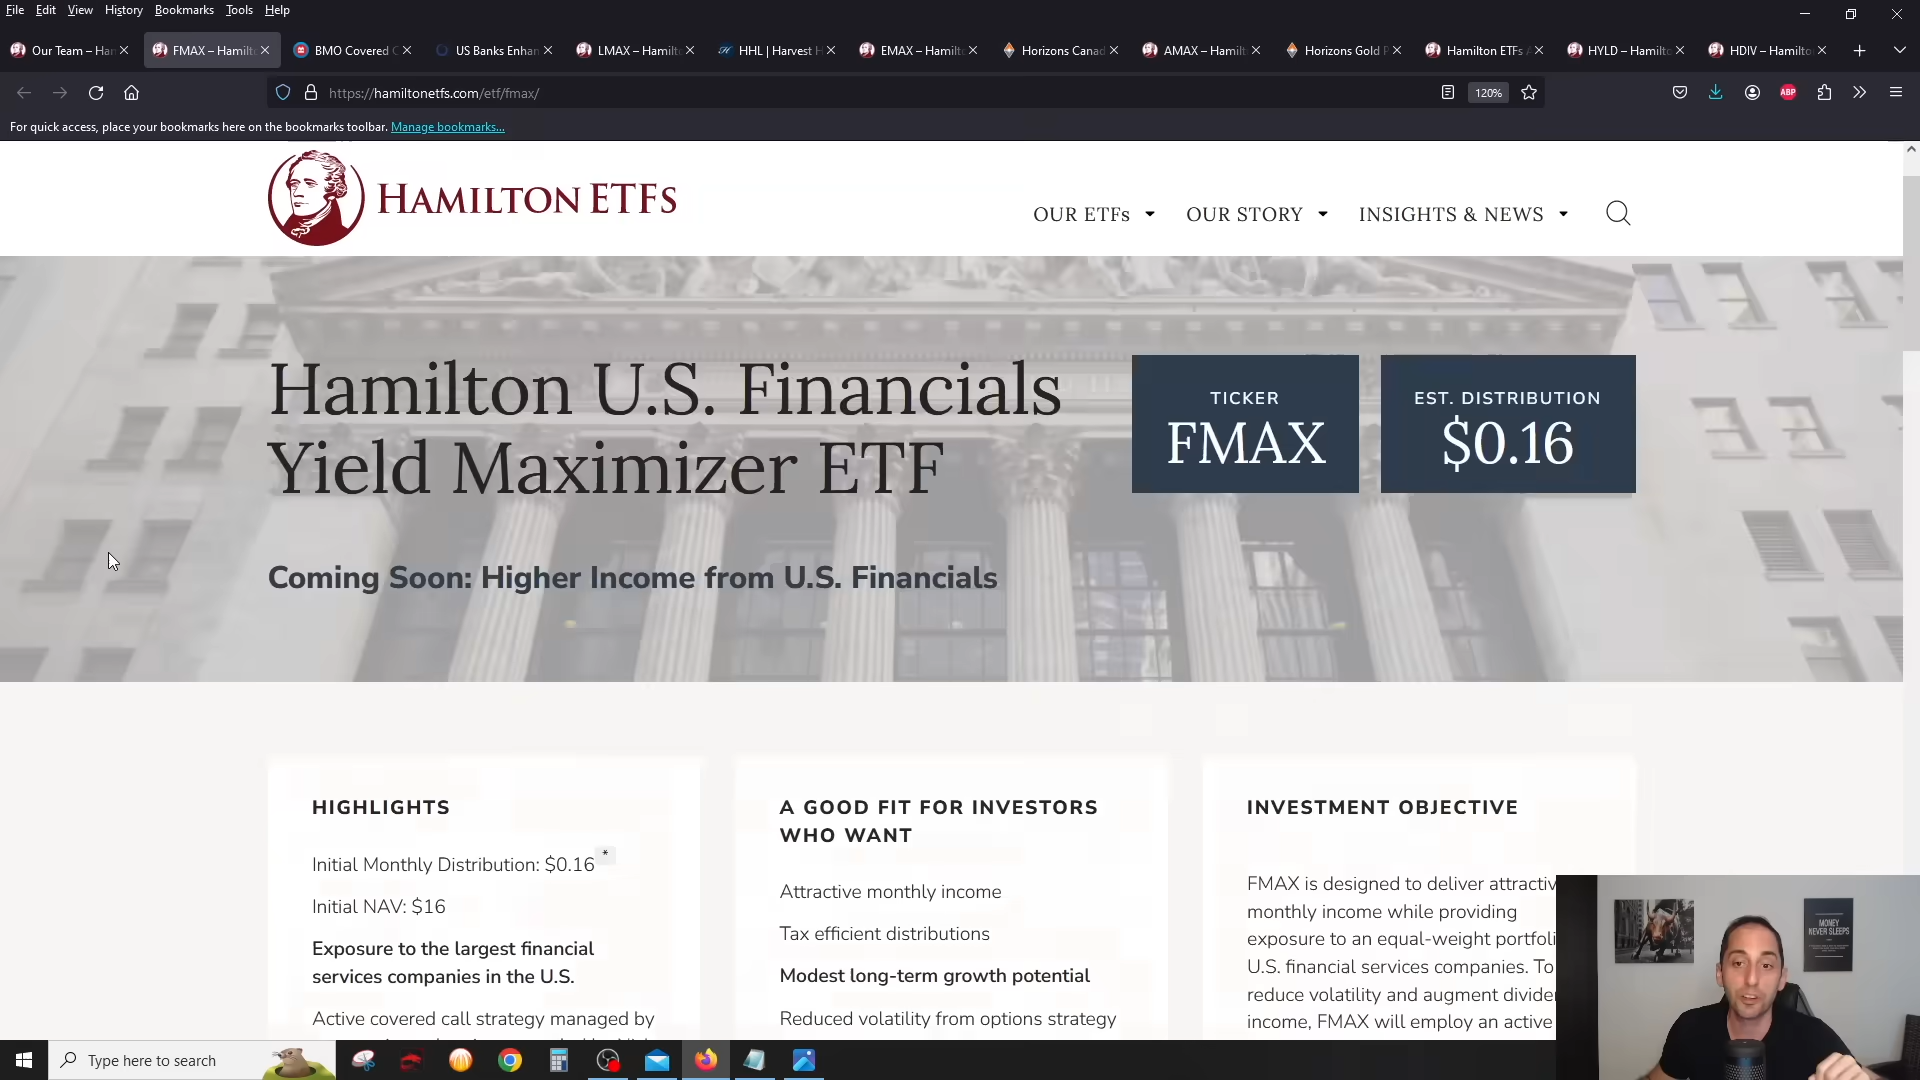 File Edit View History Bookmarks Tools Help
Our Team – Han
FMAX – Hamilt
BMO Covered C
US Banks Enhan
LMAX – Hamilt
HHL | Harvest H
EMAX – Hamilt
Horizons Canad
AMAX – Hamil
Horizons Gold P
Hamilton ETFs A
HYLD – Hamilt
HDIV – Hamilto
https://hamiltonetfs.com/etf/fmax/
120%
ABP
For quick access, place your bookmarks here on the bookmarks toolbar. Manage bookmarks...
HAMILTON ETFs
OUR ETFs
OUR STORY
INSIGHTS & NEWS
Hamilton U.S. Financials
Yield Maximizer ETF
TICKER
FMAX
EST. DISTRIBUTION
$0.16
Coming Soon: Higher Income from U.S. Financials
HIGHLIGHTS
Initial Monthly Distribution: $0.16*
Initial NAV: $16
Exposure to the largest financial
services companies in the U.S.
Active covered call strategy managed by
A GOOD FIT FOR INVESTORS
WHO WANT
Attractive monthly income
Tax efficient distributions
Modest long-term growth potential
Reduced volatility from options strategy
INVESTMENT OBJECTIVE
FMAX is designed to deliver attractiv
monthly income while providing
exposure to an equal-weight portfoli
U.S. financial services companies. To
reduce volatility and augment divide
income, FMAX will employ an active
MONEY
NEVER SLEEPS
Type here to search